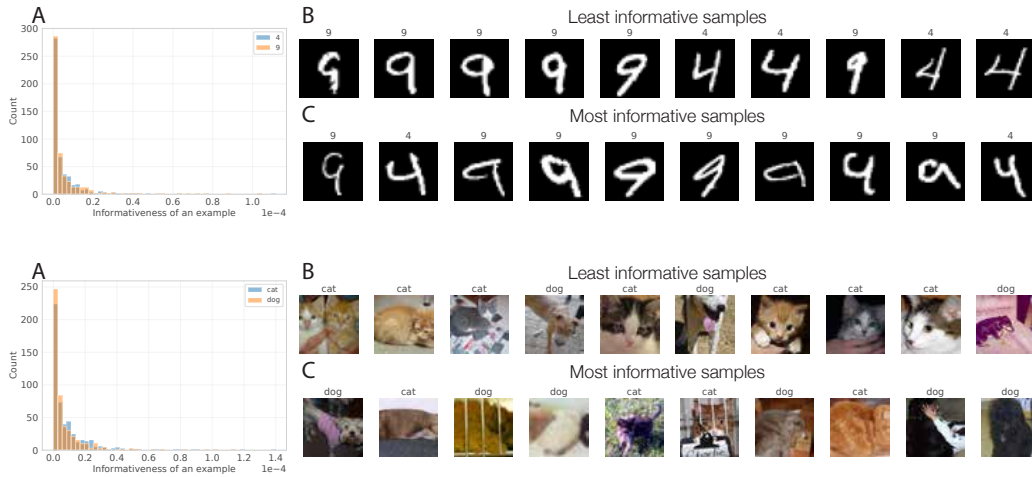 A
B
Least informative samples
9 9 9 9 9 4 4 9 4 4
300
250
200
150
100
50
0
Count
4
9
0.0 0.2 0.4 0.6 0.8 1.0
Informativeness of an example
1e−4
C
Most informative samples
9 4 9 9 9 9 9 9 9 4
A
B
Least informative samples
cat cat cat dog cat dog cat cat cat dog
250
200
150
100
50
0
Count
cat
dog
0.0 0.2 0.4 0.6 0.8 1.0 1.2 1.4
Informativeness of an example
1e−4
C
Most informative samples
dog cat dog dog cat cat dog cat dog dog